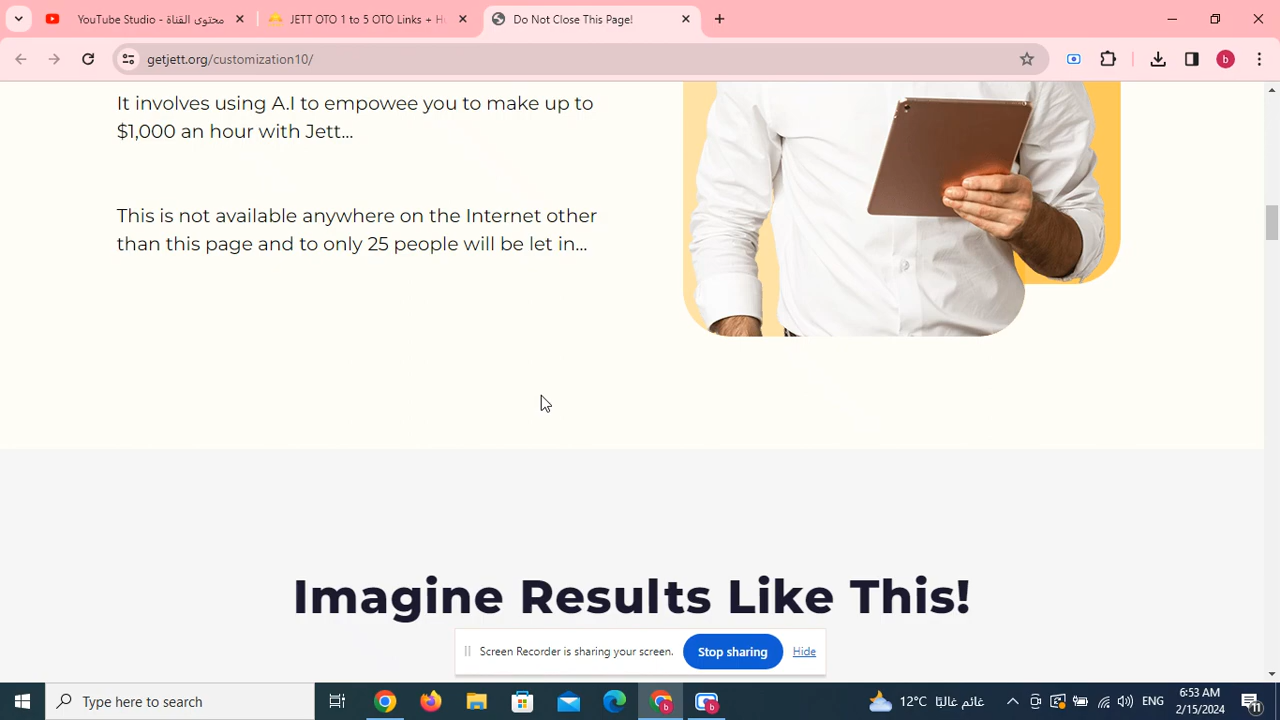 YouTube Studio - محتوى القناة
JETT OTO 1 to 5 OTO Links +
Do Not Close This Page!
getjett.org/customization10/
b
It involves using A.I to empowee you to make up to
$1,000 an hour with Jett...
This is not available anywhere on the Internet other
than this page and to only 25 people will be let in...
Imagine Results Like This!
Screen Recorder is sharing your screen.
Stop sharing
Hide
Type here to search
12°C غائم غالبًا
ENG
6:53 AM
2/15/2024
11